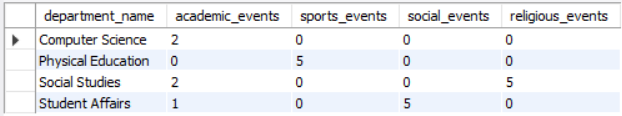 department_name academic_events sports_events social_events religious_events
Computer Science 2 0 0 0
Physical Education 0 5 0 0
Social Studies 2 0 0 5
Student Affairs 1 0 5 0